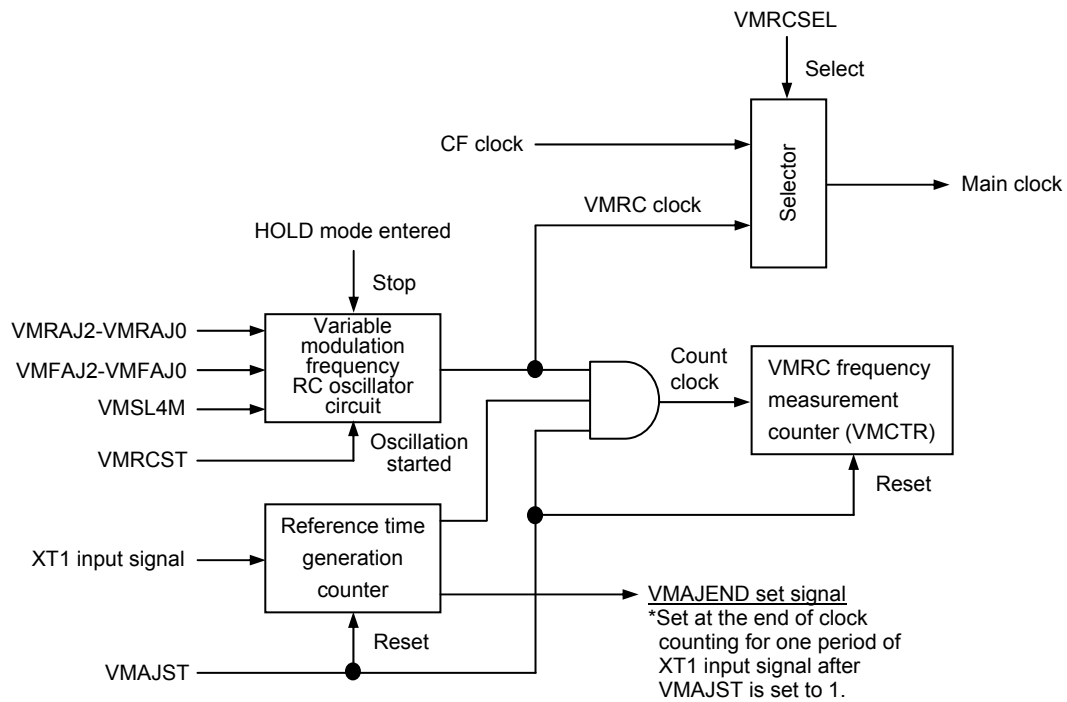 VMRCSEL
Select
CF clock
Selector
Main clock
VMRC clock
HOLD mode entered
Stop
VMRAJ2-VMRAJ0
VMFAJ2-VMFAJ0
VMSL4M
VMRCST
Variable
modulation
frequency
RC oscillator
circuit
Oscillation
started
Count
clock
VMRC frequency
measurement
counter (VMCTR)
Reset
XT1 input signal
Reference time
generation
counter
Reset
VMAJST
VMAJEND set signal
*Set at the end of clock
counting for one period of
XT1 input signal after
VMAJST is set to 1.